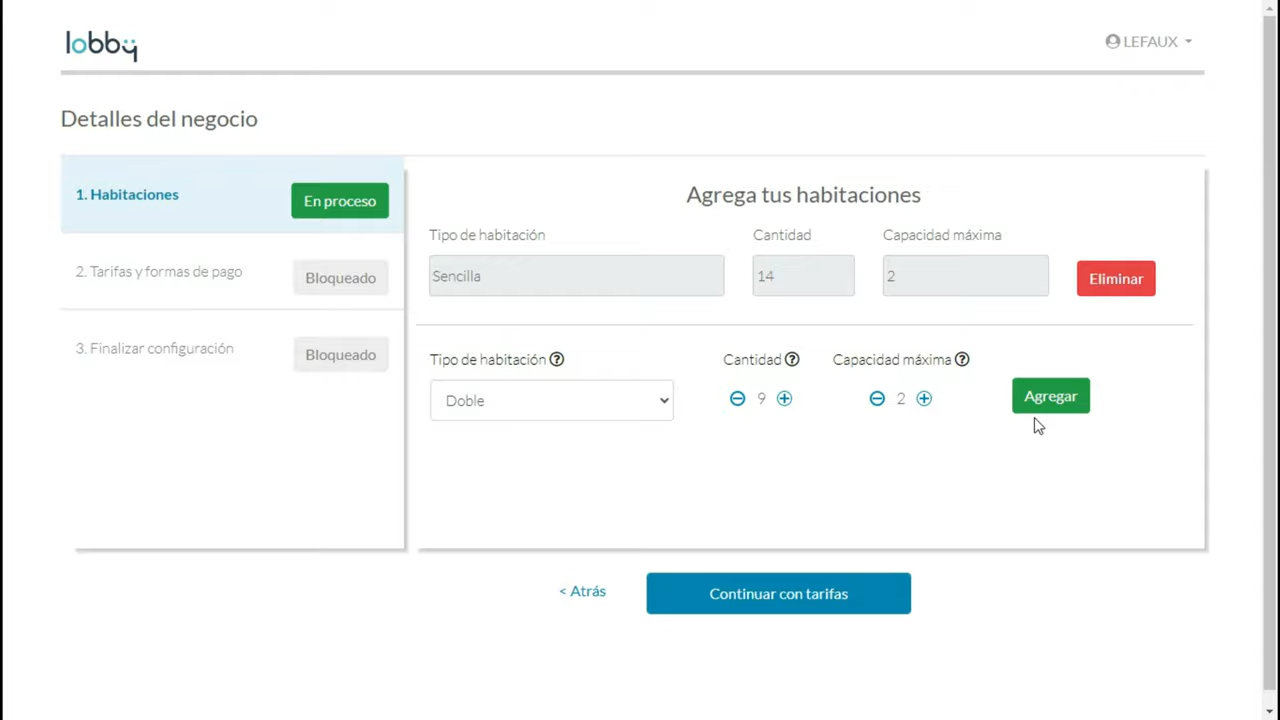 lobby
LEFAUX
Detalles del negocio
1. Habitaciones
En proceso
2. Tarifas y formas de pago
Bloqueado
3. Finalizar configuración
Bloqueado
Agrega tus habitaciones
Tipo de habitación Cantidad Capacidad máxima
Sencilla 14 2 Eliminar
Tipo de habitación ? Cantidad ? Capacidad máxima ?
Doble 9 2 Agregar
< Atrás
Continuar con tarifas